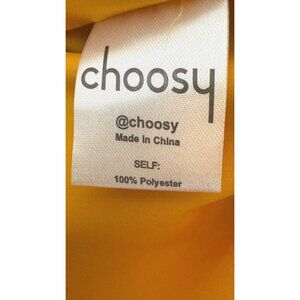 choosy
@choosy
Made in China
SELF:
100% Polyester